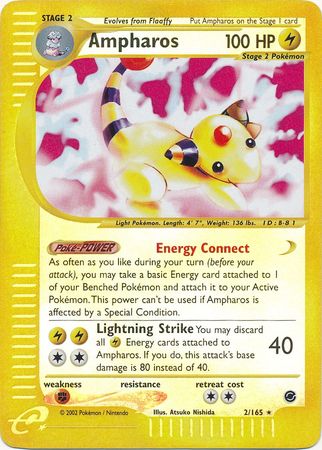 STAGE 2 Evolves from Flaaffy Put Ampharos on the Stage 1 card
Ampharos 100 HP
Stage 2 Pokémon
Light Pokémon. Length: 4' 7", Weight: 136 lbs. ID: B-81
Poké-POWER Energy Connect
As often as you like during your turn (before your
attack), you may take a basic Energy card attached to 1
of your Benched Pokémon and attach it to your Active
Pokémon. This power can't be used if Ampharos is
affected by a Special Condition.
Lightning Strike You may discard
all Energy cards attached to
Ampharos. If you do, this attack's base
damage is 80 instead of 40.
40
weakness resistance retreat cost
e
© 2002 Pokémon / Nintendo Illus. Atsuko Nishida 2/165 ★